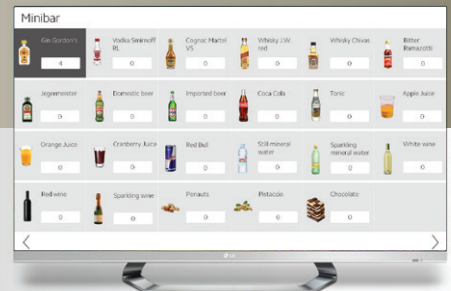 Minibar
Gin Gordon's
4
Vodka Smirnoff
RL
0
Cognac Martel
VS
0
Whisky J.W.
red
0
Whisky Chivas
0
Bitter
Ramazotti
0
Jegermeister
0
Domestic beer
0
Imported beer
0
Coca Cola
0
Tonic
0
Apple Juice
0
Orange Juice
0
Cranberry Juice
0
Red Bull
0
Still mineral
water
0
Sparkling
mineral water
0
White wine
0
Red wine
0
Sparkling wine
0
Penauts
0
Pistaccio
0
Chocolate
0
LG